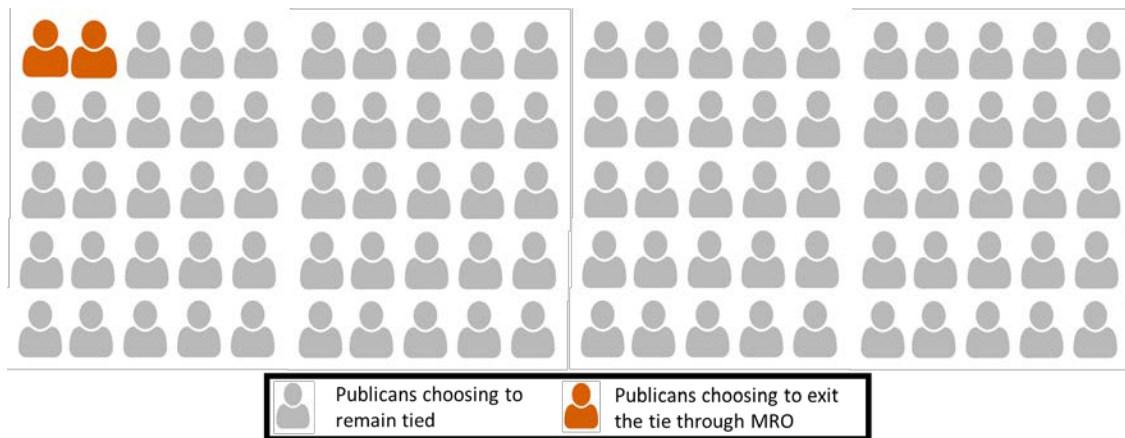 Publicans choosing to
remain tied
Publicans choosing to exit
the tie through MRO